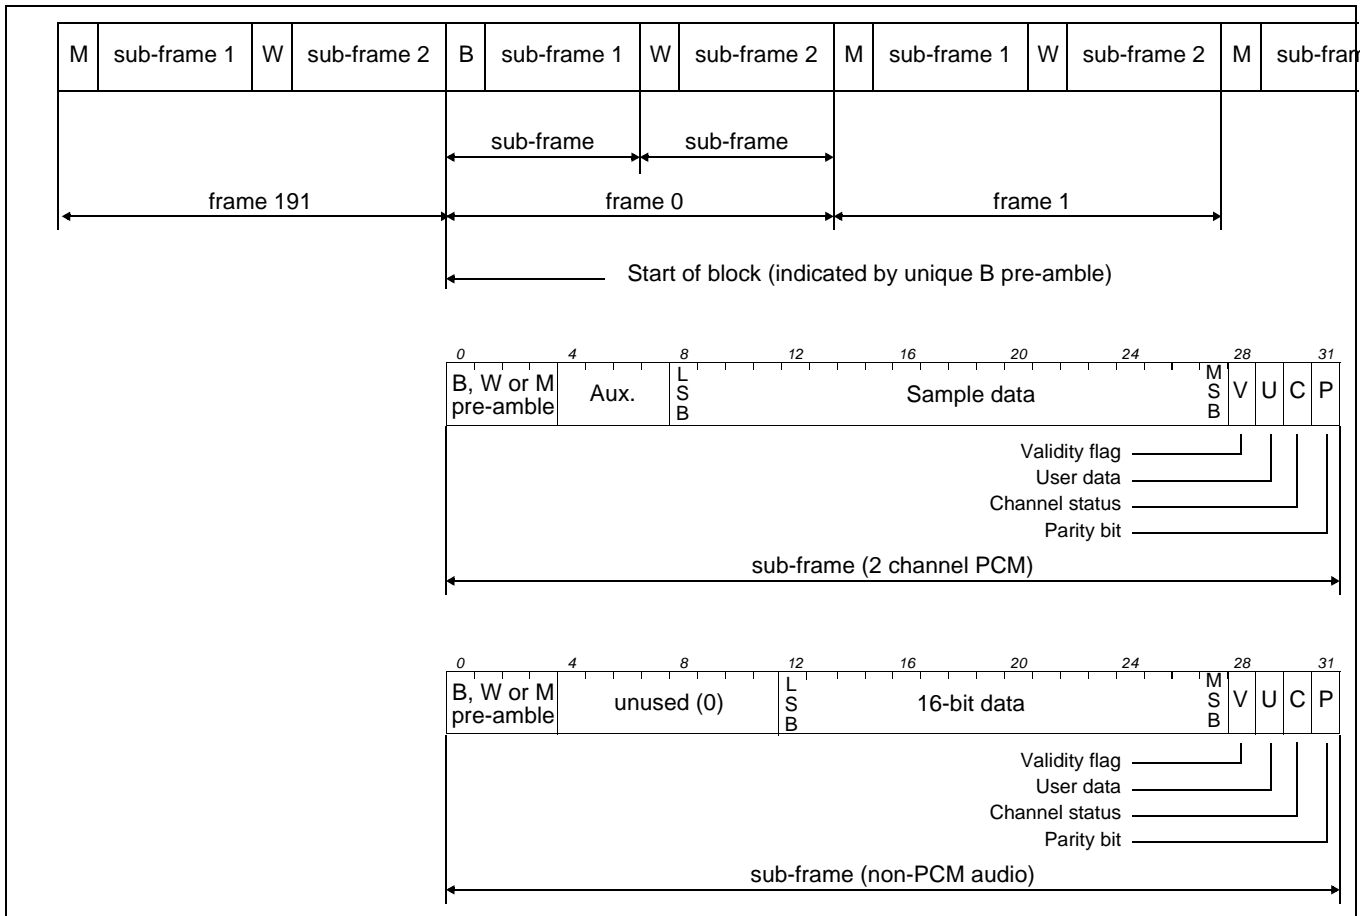 M sub-frame 1 W sub-frame 2 B sub-frame 1 W sub-frame 2 M sub-frame 1 W sub-frame 2 M sub-fram
sub-frame sub-frame
frame 191 frame 0 frame 1
Start of block (indicated by unique B pre-amble)
0 4 8 12 16 20 24 28 31
B, W or M
pre-amble
Aux.
LSB
Sample data
MSB
V U C P
Validity flag
User data
Channel status
Parity bit
sub-frame (2 channel PCM)
0 4 8 12 16 20 24 28 31
B, W or M
pre-amble
unused (0)
LSB
16-bit data
MSB
V U C P
Validity flag
User data
Channel status
Parity bit
sub-frame (non-PCM audio)